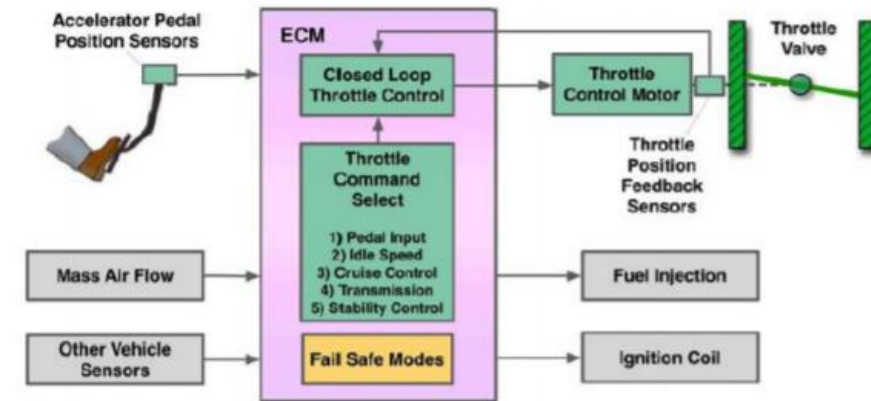 Accelerator Pedal
Position Sensors
ECM
Closed Loop
Throttle Control
Throttle
Control Motor
Throttle
Valve
Throttle
Position
Feedback
Sensors
Throttle
Command
Select
1) Pedal Input
2) Idle Speed
3) Cruise Control
4) Transmission
5) Stability Control
Mass Air Flow
Fuel Injection
Other Vehicle
Sensors
Fail Safe Modes
Ignition Coil